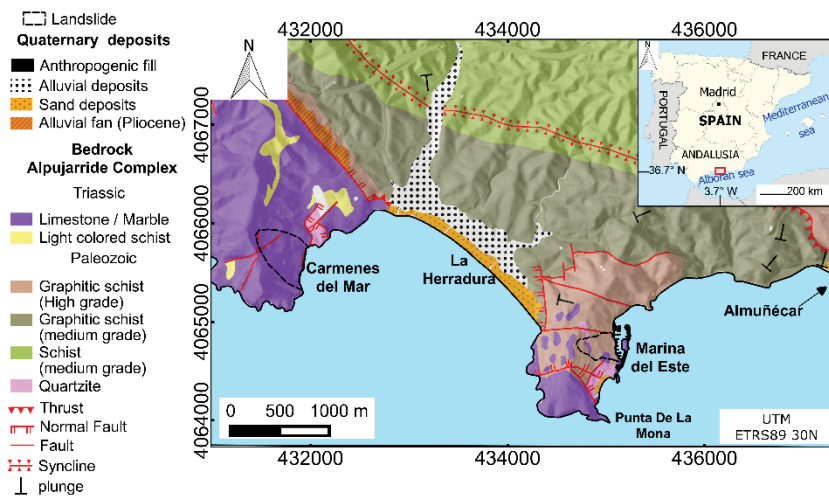 Landslide
Quaternary deposits
Anthropogenic fill
Alluvial deposits
Sand deposits
Alluvial fan (Pliocene)
Bedrock
Alpujarride Complex
Triassic
Limestone / Marble
Light colored schist
Paleozoic
Graphitic schist
(High grade)
Graphitic schist
(medium grade)
Schist
(medium grade)
Quartzite
Thrust
Normal Fault
Fault
Syncline
plunge
432000
434000
436000
N
4067000
4066000
4065000
4064000
Carmenes
del Mar
La
Herradura
Marina
del Este
Almuñécar
Punta De La
Mona
0 500 1000 m
UTM
ETRS89 30N
432000
434000
436000
N
FRANCE
PORTUGAL
Madrid
SPAIN
Mediterranean
sea
ANDALUSIA
36.7° N
Alboran sea
3.7° W
200 km